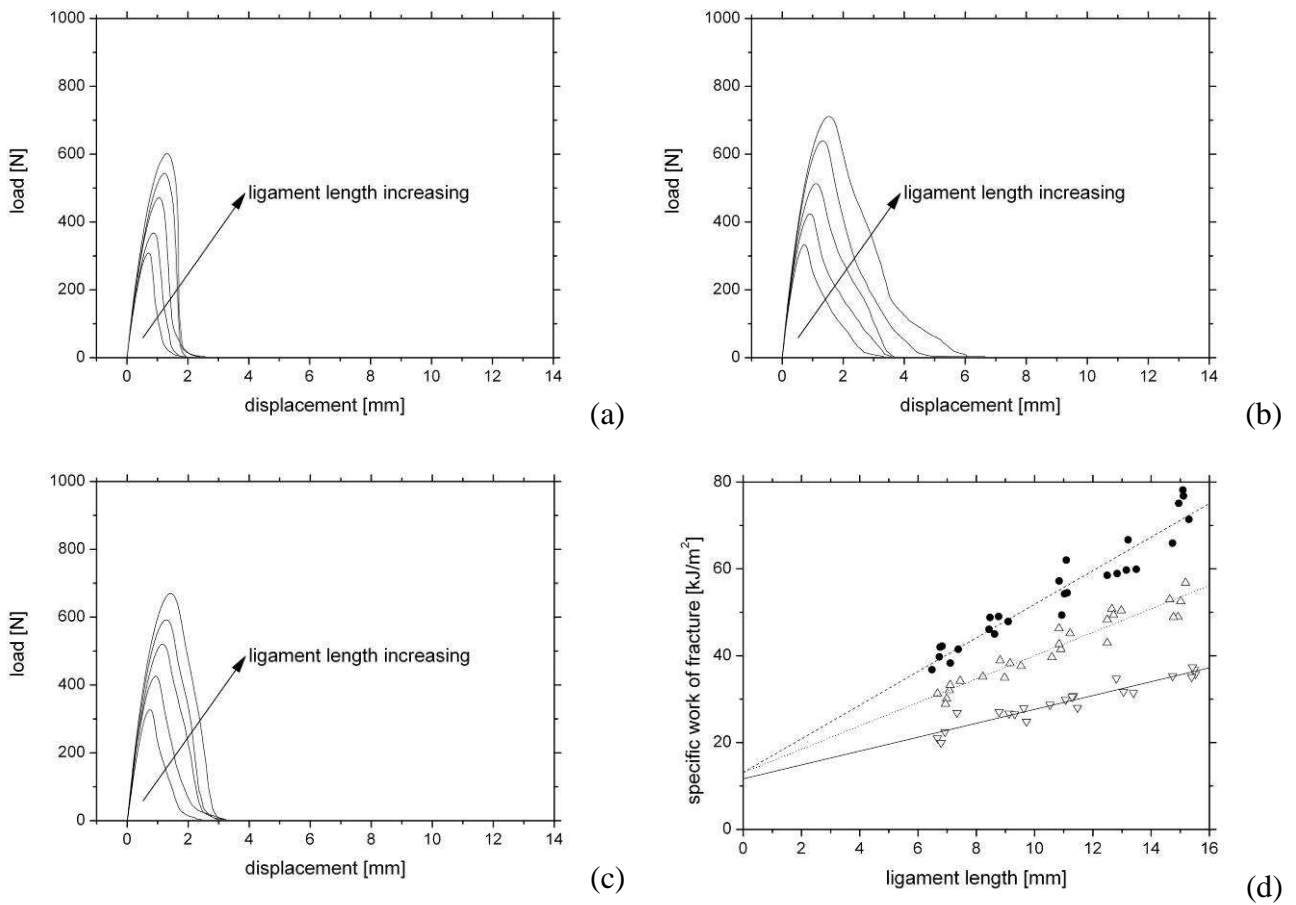 1000
800
600
400
200
0
load [N]
ligament length increasing
0 2 4 6 8 10 12 14
displacement [mm]
(a)
1000
800
600
400
200
0
load [N]
ligament length increasing
0 2 4 6 8 10 12 14
displacement [mm]
(b)
1000
800
600
400
200
0
load [N]
ligament length increasing
0 2 4 6 8 10 12 14
displacement [mm]
(c)
80
60
40
20
0
specific work of fracture [kJ/m²]
0 2 4 6 8 10 12 14 16
ligament length [mm]
(d)